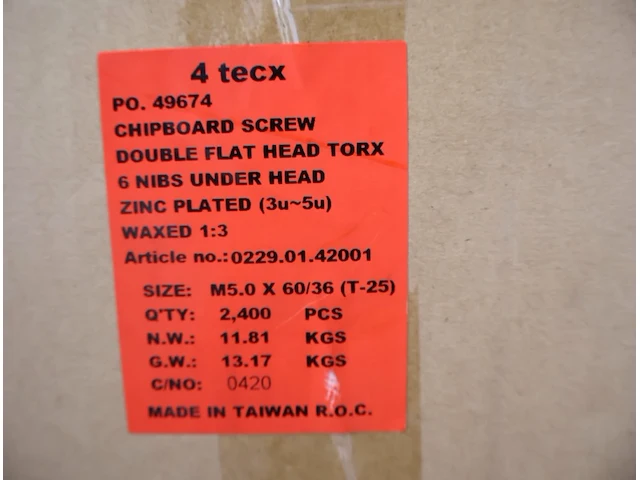 4 tecx
PO. 49674
CHIPBOARD SCREW
DOUBLE FLAT HEAD TORX
6 NIBS UNDER HEAD
ZINC PLATED (3u~5u)
WAXED 1:3
Article no.:0229.01.42001
SIZE: M5.0 X 60/36 (T-25)
Q'TY: 2,400 PCS
N.W.: 11.81 KGS
G.W.: 13.17 KGS
C/NO: 0420
MADE IN TAIWAN R.O.C.